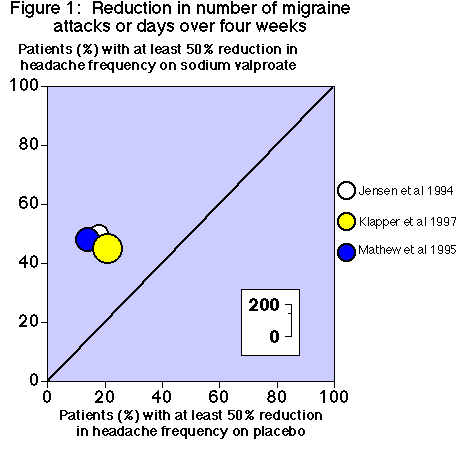 Figure 1: Reduction in number of migraine
attacks or days over four weeks
Patients (%) with at least 50% reduction in
headache frequency on sodium valproate
100
80
60
40
20
0
Jensen et al 1994
Klapper et al 1997
Mathew et al 1995
200
0
0 20 40 60 80 100
Patients (%) with at least 50% reduction
in headache frequency on placebo